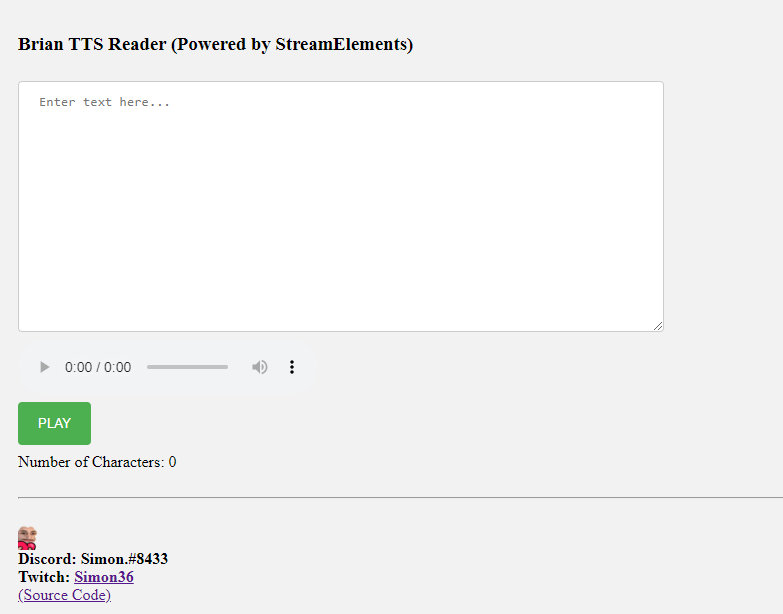 Brian TTS Reader (Powered by StreamElements)
Enter text here...
0:00 / 0:00
PLAY
Number of Characters: 0
Discord: Simon.#8433
Twitch: Simon36
(Source Code)